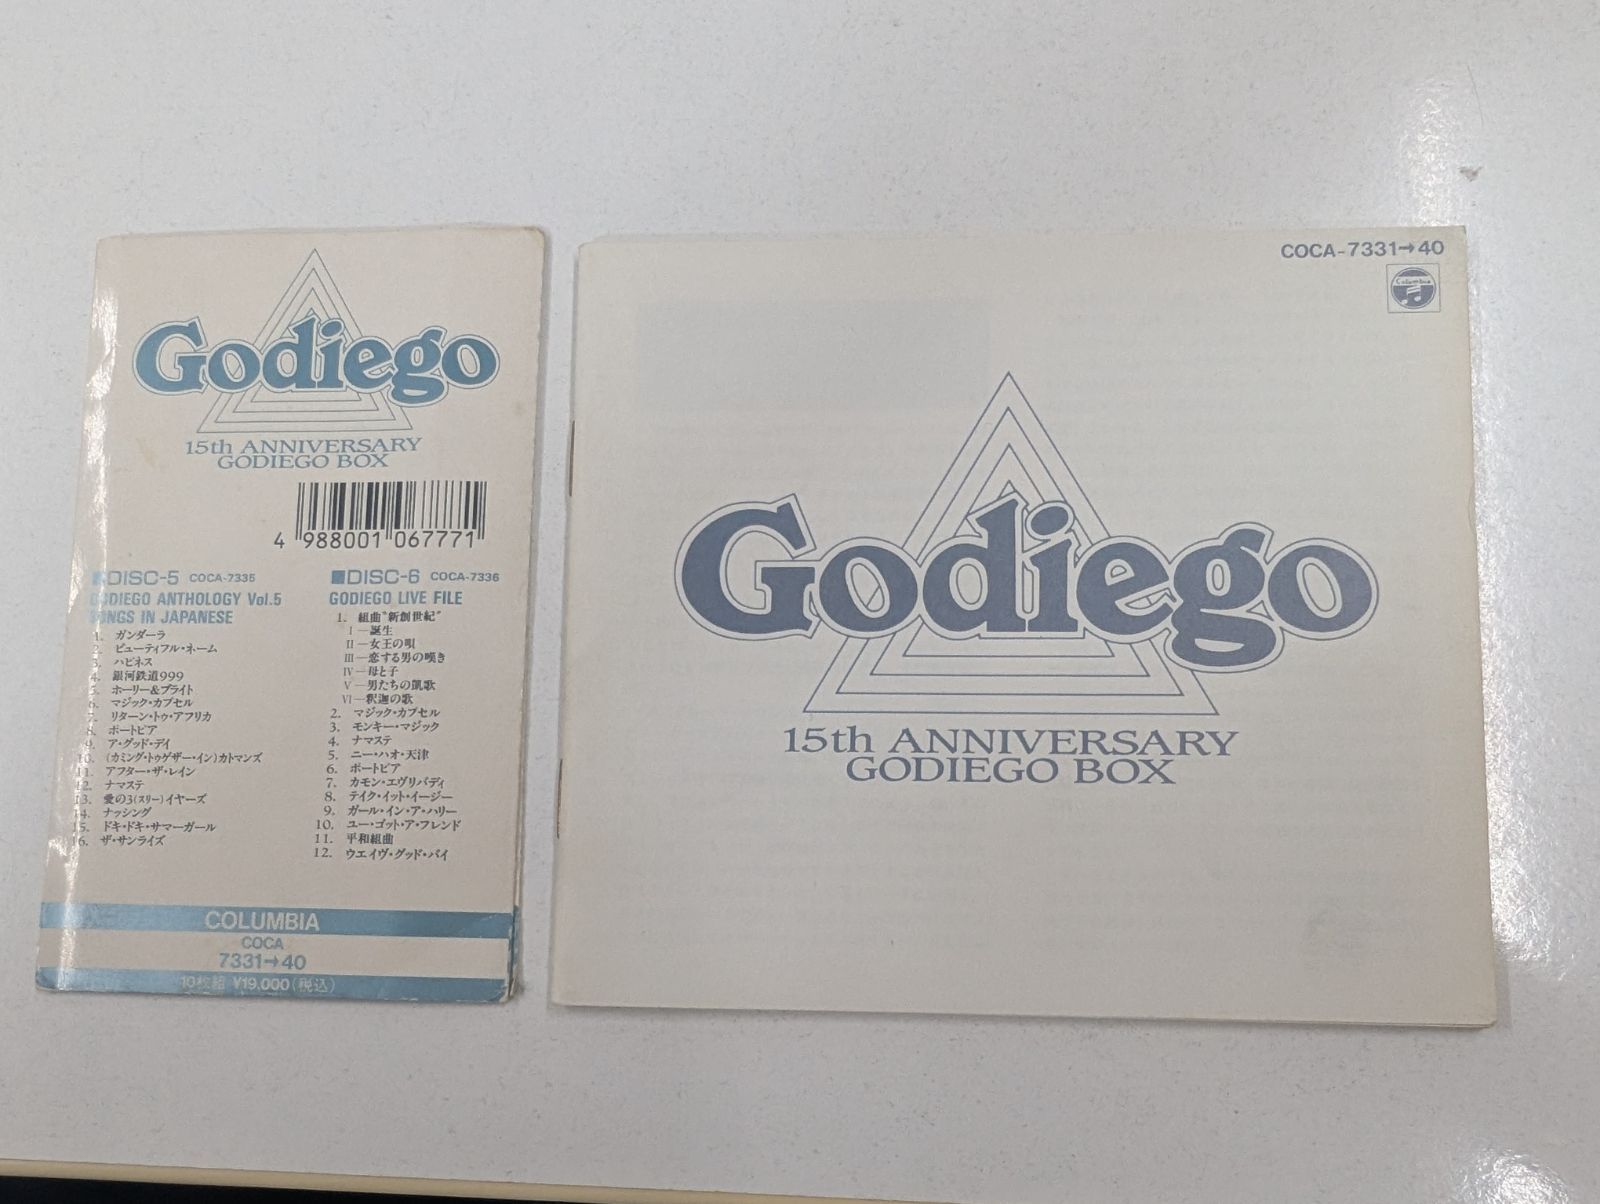 Godiego
15th ANNIVERSARY
GODIEGO BOX
4 988001 067771
■DISC-5 COCA-7335
GODIEGO ANTHOLOGY Vol.5
SONGS IN JAPANESE
1. ガンダーラ
2. ビューティフル・ネーム
3. ハピネス
4. 銀河鉄道999
5. ホーリー&ブライト
6. マジック・カプセル
7. リターン・トゥ・アフリカ
8. ポートピア
9. ア・グッド・デイ
10. (カミング・トゥゲザー・イン)カトマンズ
11. アフター・ザ・レイン
12. ナマステ
13. 愛の3(スリー)イヤーズ
14. ナッシング
15. ドキ・ドキ・サマーガール
16. ザ・サンライズ
■DISC-6 COCA-7336
GODIEGO LIVE FILE
1. 組曲"新創世紀"
I—誕生
II—女王の唄
III—恋する男の嘆き
IV—母と子
V—男たちの凱歌
VI—釈迦の歌
2. マジック・カプセル
3. モンキー・マジック
4. ナマステ
5. ニー・ハオ・天津
6. ポートピア
7. カモン・エヴリバディ
8. テイク・イット・イージー
9. ガール・イン・ア・ハリー
10. ユー・ゴット・ア・フレンド
11. 平和組曲
12. ウエイヴ・グッド・バイ
COLUMBIA
COCA
7331→40
10枚組 ¥19,000(税込)
COCA-7331→40
Columbia
Godiego
15th ANNIVERSARY
GODIEGO BOX